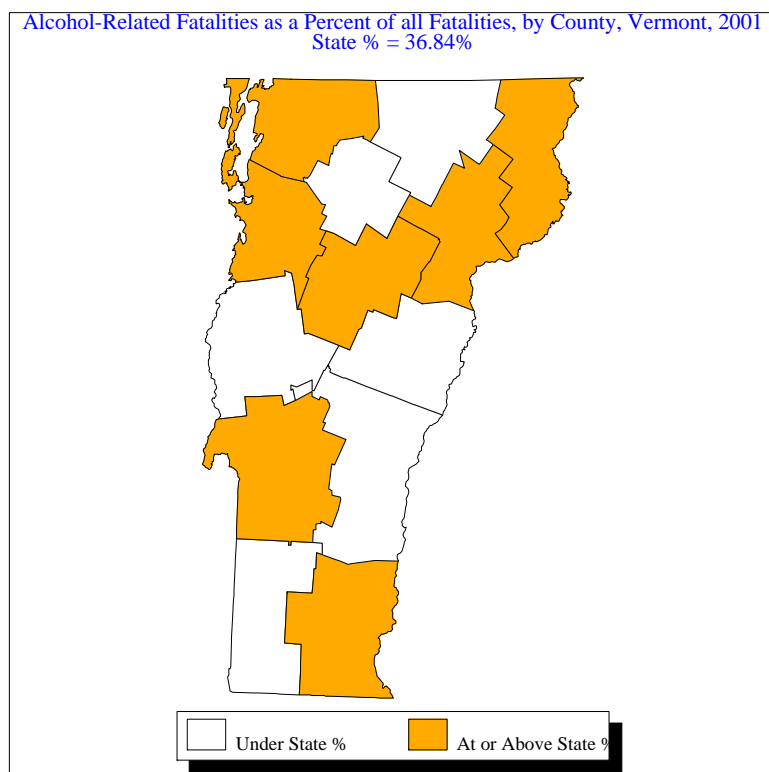 Alcohol-Related Fatalities as a Percent of all Fatalities, by County, Vermont, 2001
State % = 36.84%
Under State %
At or Above State %